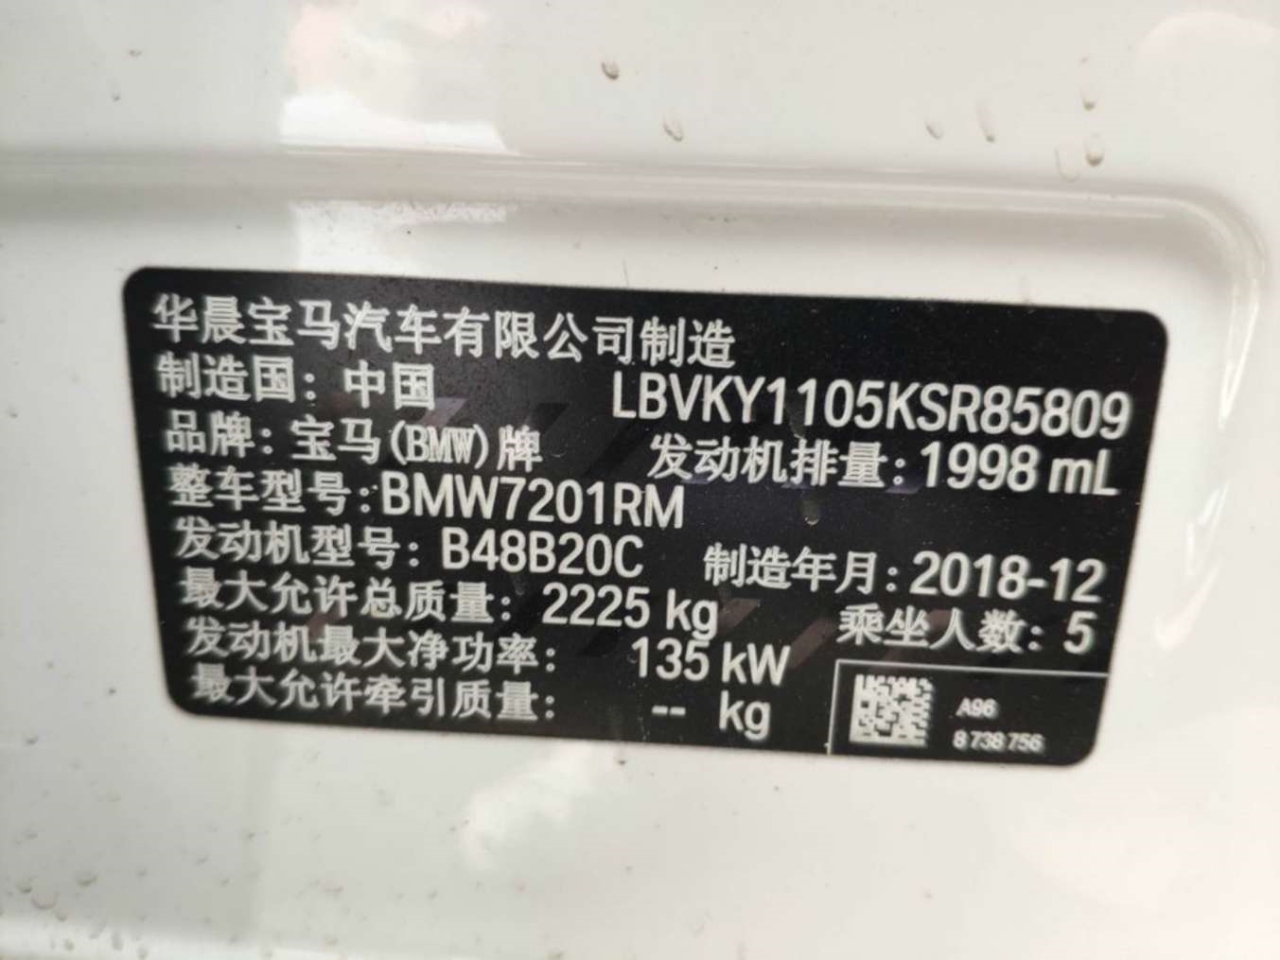 华晨宝马汽车有限公司制造
制造国：中国 LBVKY1105KSR85809
品牌：宝马(BMW)牌 发动机排量：1998 mL
整车型号：BMW7201RM
发动机型号：B48B20C 制造年月：2018-12
最大允许总质量：2225 kg 乘坐人数：5
发动机最大净功率：135 kW
最大允许牵引质量：-- kg
A96
8 738 756